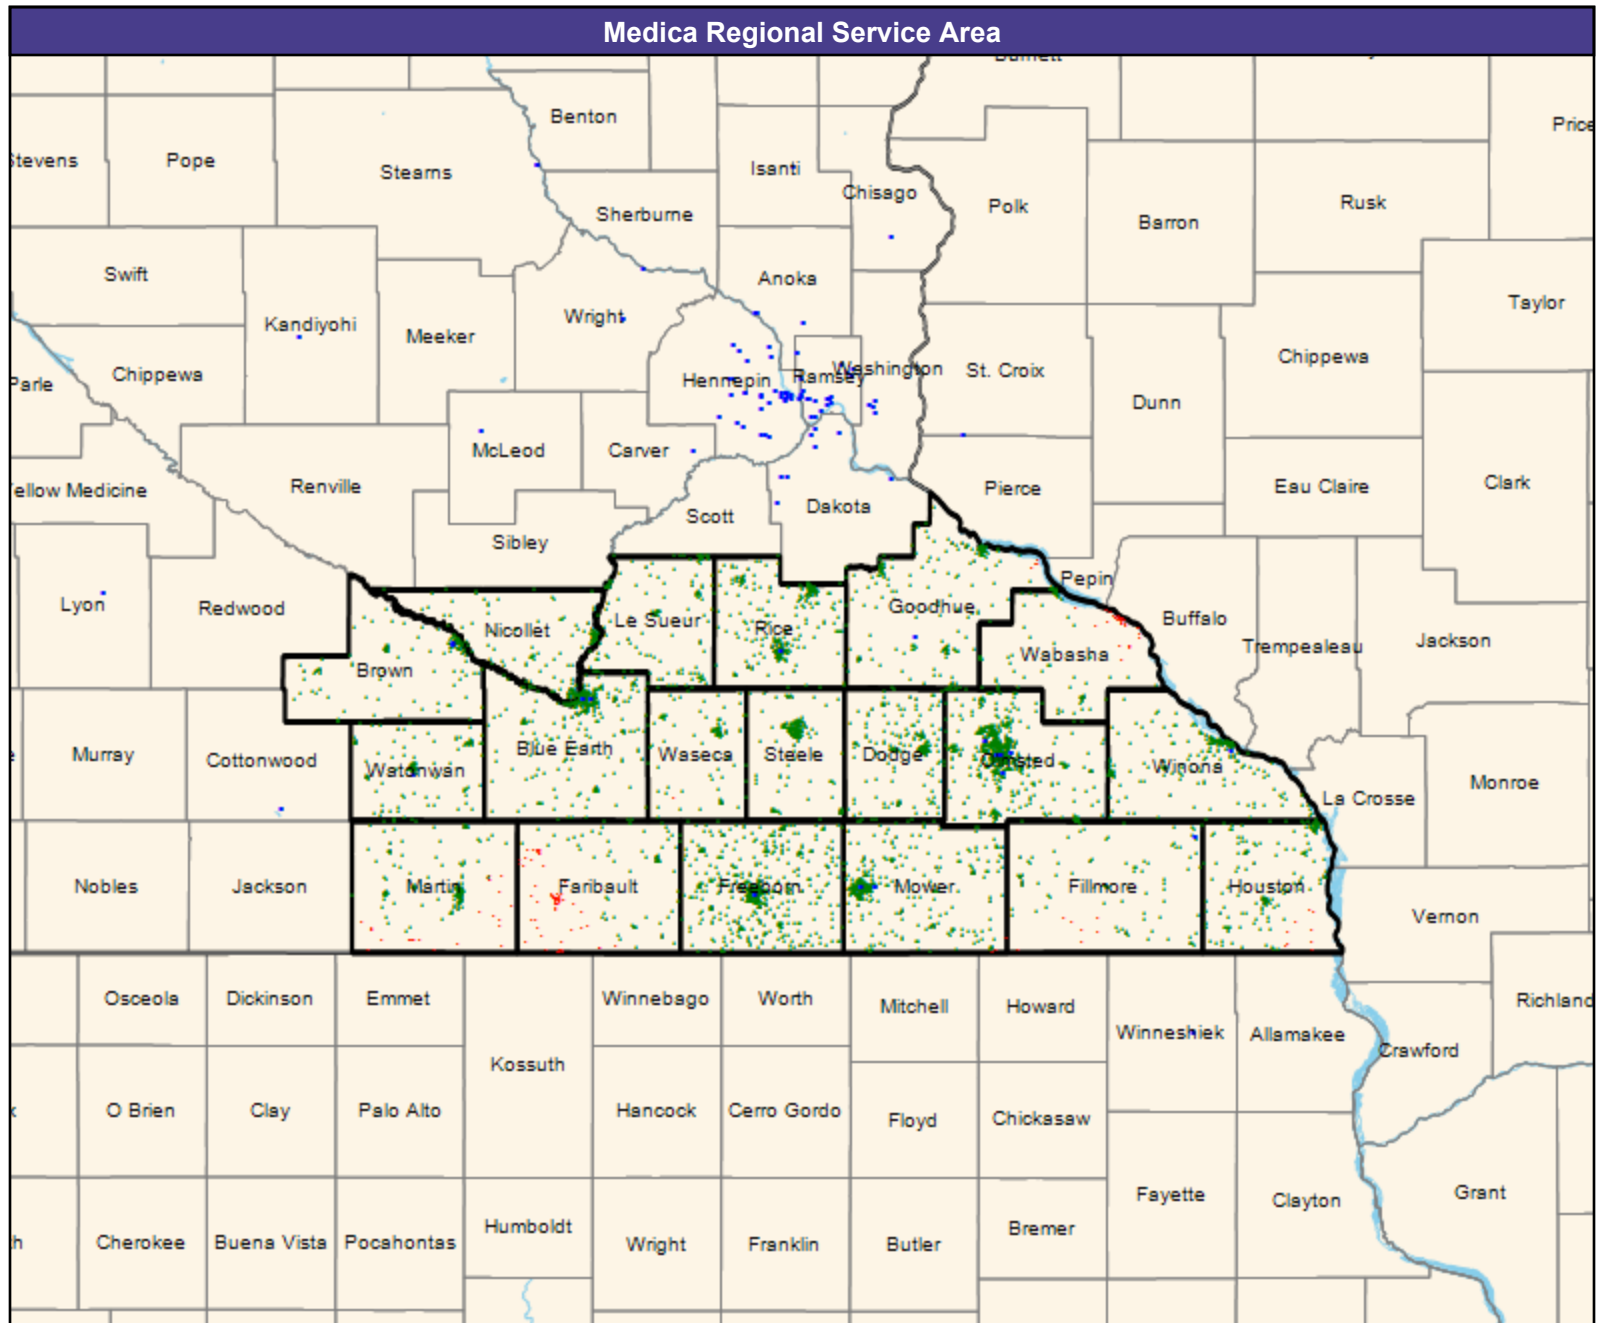 Medica Regional Service Area
Benton
Price
Stevens
Pope
Stearns
Isanti
Chisago
Polk
Barron
Rusk
Sherburne
Swift
Anoka
Taylor
Kandiyohi
Wright
Meeker
Chippewa
Chippewa
Parle
Hennepin
Ramsey
Washington
St. Croix
Dunn
McLeod
Carver
Yellow Medicine
Renville
Pierce
Eau Claire
Clark
Scott
Dakota
Sibley
Pepin
Lyon
Redwood
Nicollet
Le Sueur
Rice
Goodhue
Buffalo
Trempealeau
Jackson
Brown
Wabasha
Murray
Cottonwood
Watonwan
Blue Earth
Waseca
Steele
Dodge
Olmsted
Winona
La Crosse
Monroe
Nobles
Jackson
Martin
Faribault
Freeborn
Mower
Fillmore
Houston
Vernon
Osceola
Dickinson
Emmet
Winnebago
Worth
Mitchell
Howard
Richland
Winneshiek
Allamakee
Crawford
Kossuth
O Brien
Clay
Palo Alto
Hancock
Cerro Gordo
Floyd
Chickasaw
Fayette
Clayton
Grant
Cherokee
Buena Vista
Pocahontas
Humboldt
Wright
Franklin
Butler
Bremer